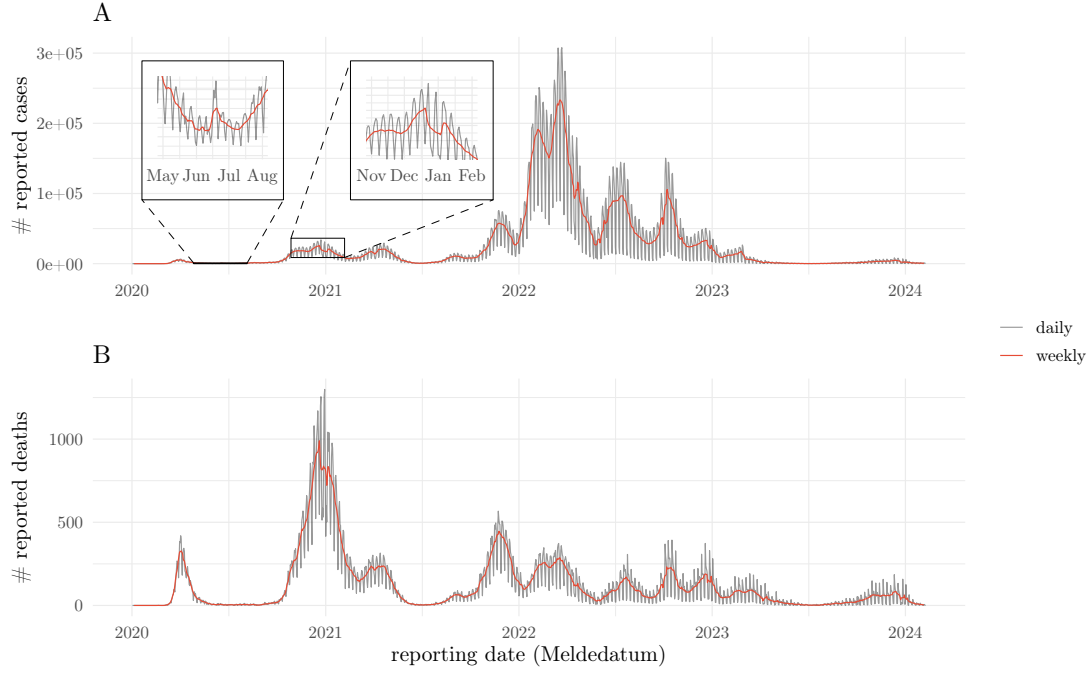 A
# reported cases
3e+05
2e+05
1e+05
0e+00
May Jun Jul Aug
Nov Dec Jan Feb
2020 2021 2022 2023 2024
daily
weekly
B
# reported deaths
1000
500
0
2020 2021 2022 2023 2024
reporting date (Meldedatum)